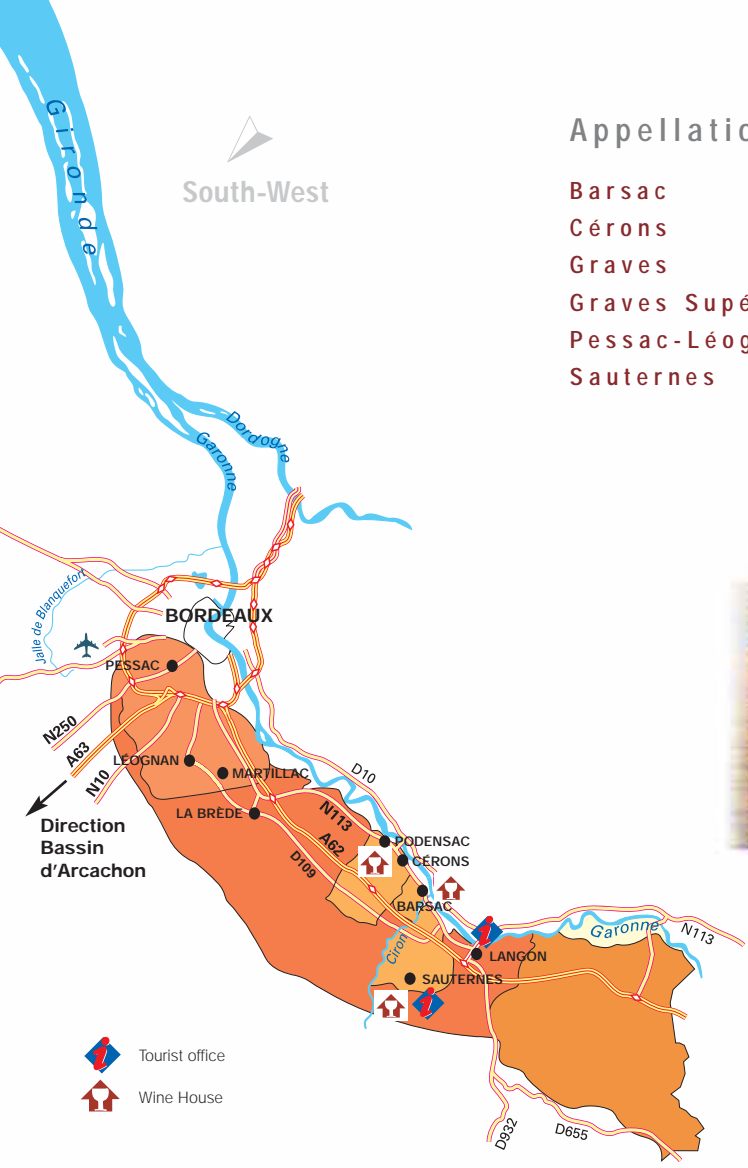 Gironde
South-West
Appellatio
Barsac
Cérons
Graves
Graves Supé
Pessac-Léog
Sauternes
Dordogne
Garonne
Jalle de Blanquefort
BORDEAUX
PESSAC
N250
A63
N10
LÉOGNAN
MARTILLAC
D10
LA BRÈDE
N113
A62
D109
Direction
Bassin
d'Arcachon
PODENSAC
CÉRONS
BARSAC
Ciron
Garonne
N113
LANGON
SAUTERNES
Tourist office
Wine House
D932
D655